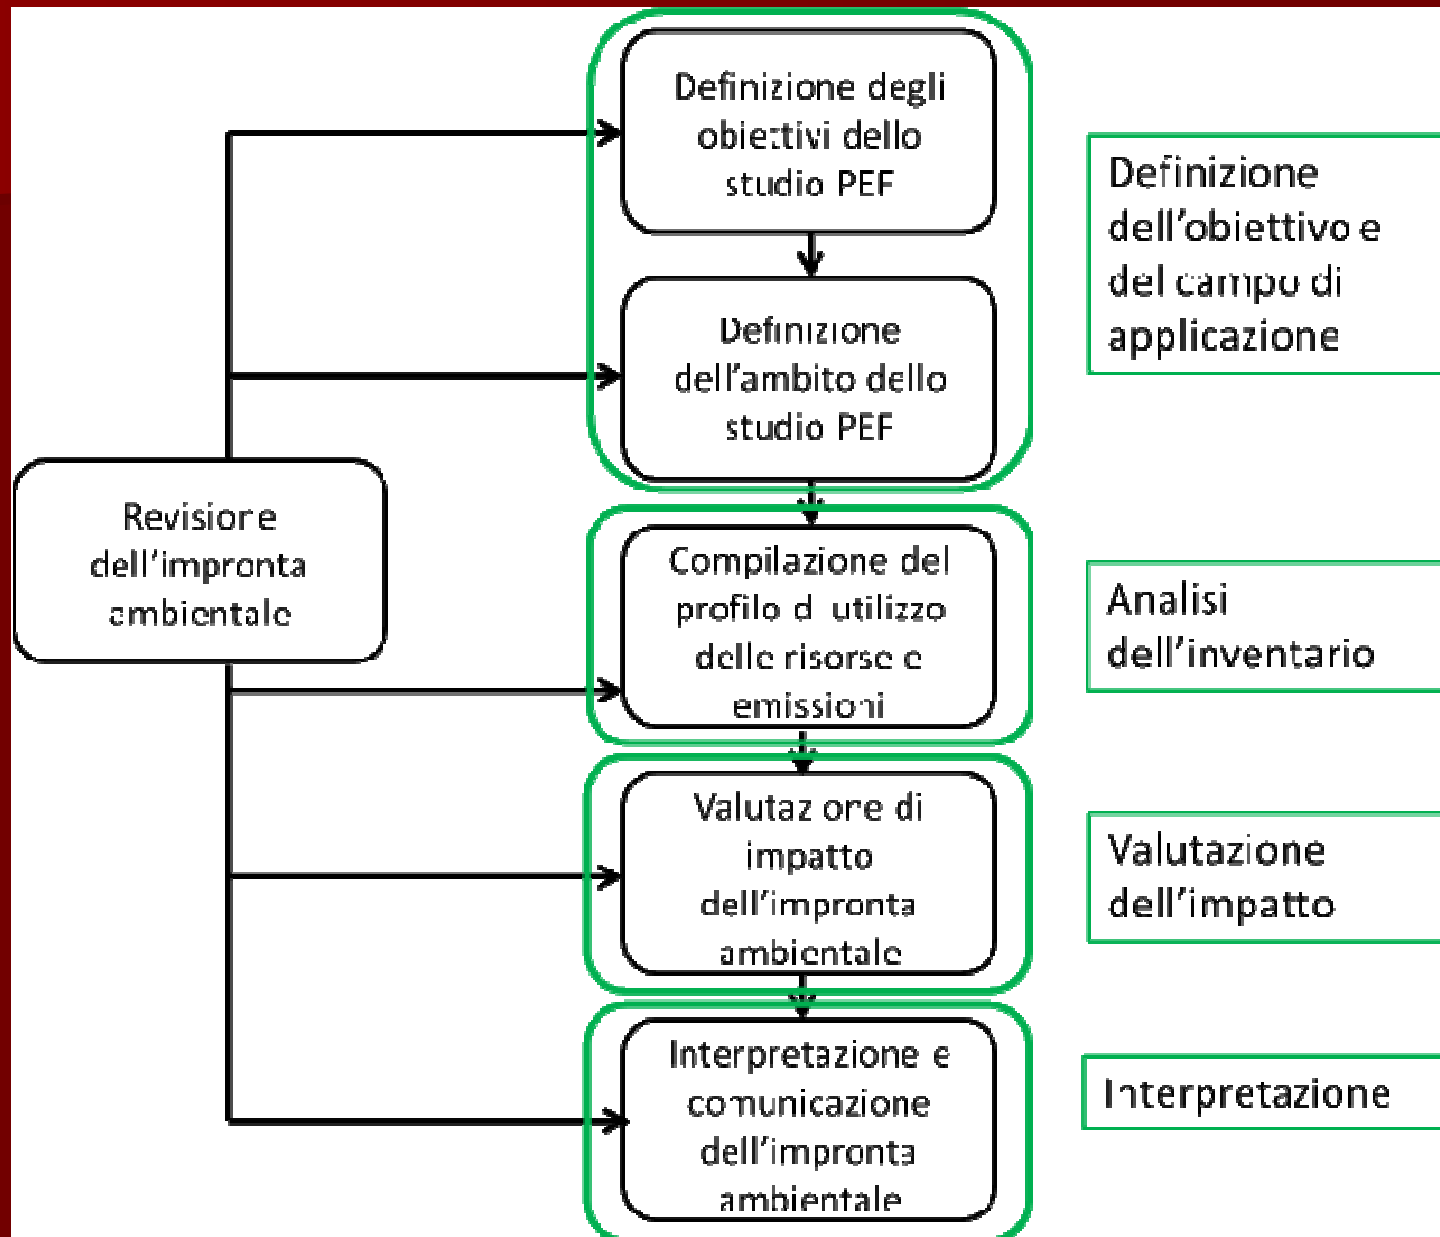 Definizione degli
obiettivi dello
studio PEF
Definizione
dell'ambito dello
studio PEF
Revisione
dell'impronta
ambientale
Compilazione del
profilo di utilizzo
delle risorse e
emissioni
Valutazione di
impatto
dell'impronta
ambientale
Interpretazione e
comunicazione
dell'impronta
ambientale
Definizione
dell'obiettivo e
del campo di
applicazione
Analisi
dell'inventario
Valutazione
dell'impatto
Interpretazione